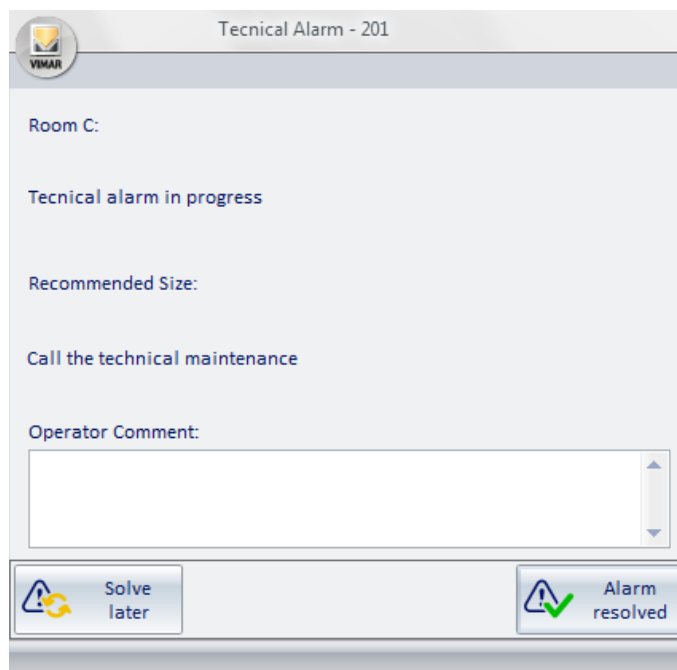 Tecnical Alarm - 201
VIMAR
Room C:
Tecnical alarm in progress
Recommended Size:
Call the technical maintenance
Operator Comment:
Solve
later
Alarm
resolved